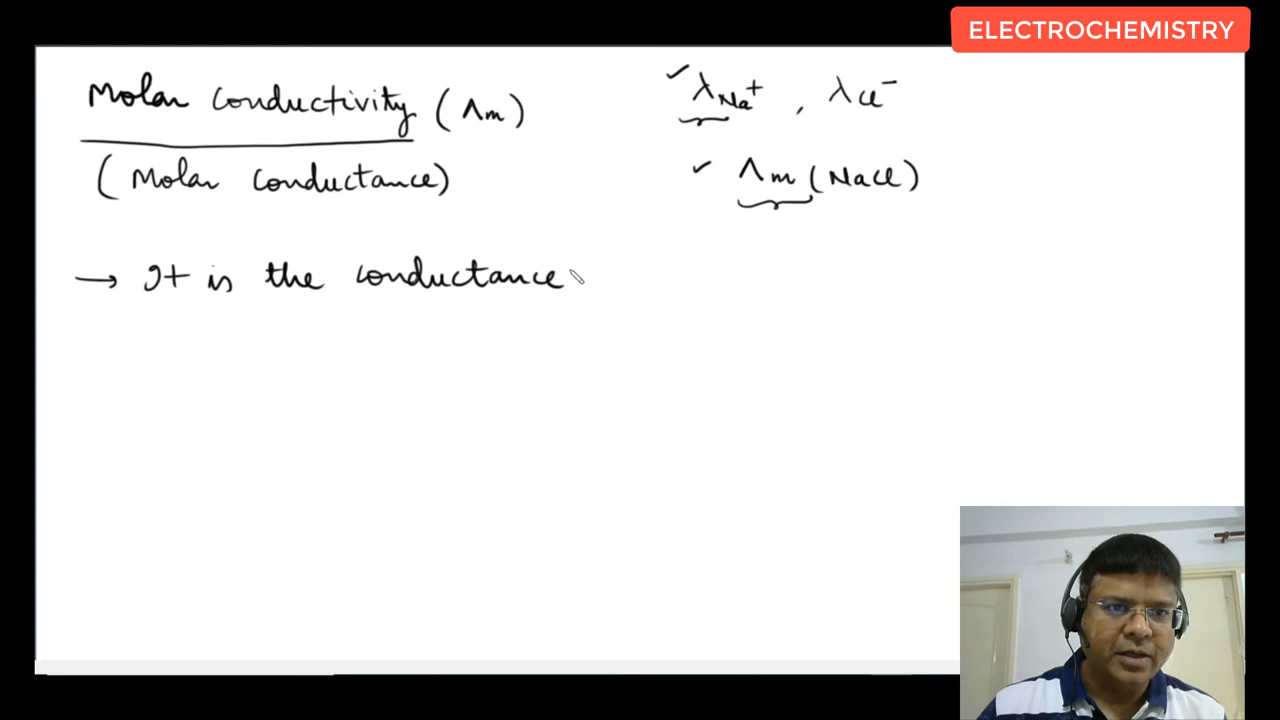 ELECTROCHEMISTRY
Molar conductivity (Λm)
(Molar conductance)
✓ λNa⁺ , λCl⁻
✓ Λm (NaCl)
→ It is the conductance